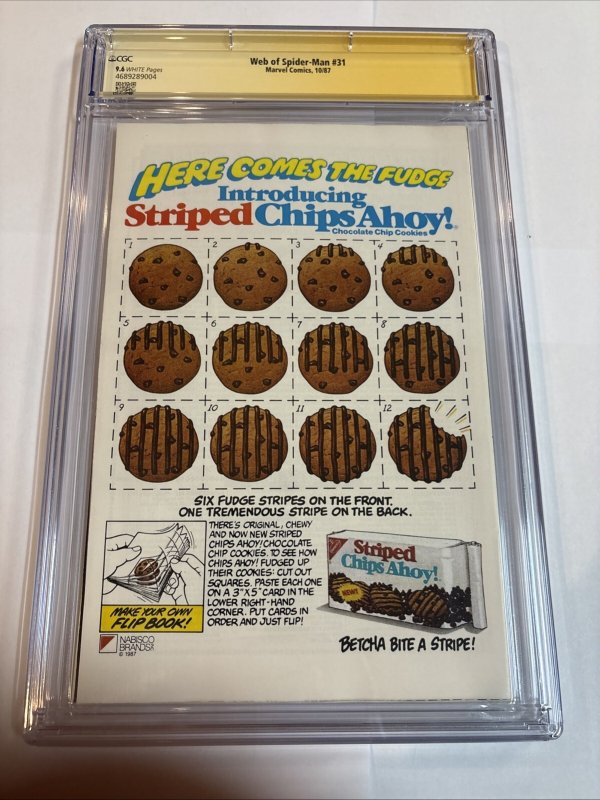 CGC
9.6 WHITE Pages
4689289004
Web of Spider-Man #31
Marvel Comics, 10/87
HERE COMES THE FUDGE
Introducing
Striped Chips Ahoy!®
Chocolate Chip Cookies
1 2 3 4
5 6 7 8
9 10 11 12
SIX FUDGE STRIPES ON THE FRONT.
ONE TREMENDOUS STRIPE ON THE BACK.
THERE'S ORIGINAL, CHEWY
AND NOW NEW STRIPED
CHIPS AHOY! CHOCOLATE
CHIP COOKIES. TO SEE HOW
CHIPS AHOY! FUDGED UP
THEIR COOKIES: CUT OUT
SQUARES. PASTE EACH ONE
ON A 3"X5" CARD IN THE
LOWER RIGHT-HAND
CORNER. PUT CARDS IN
ORDER AND JUST FLIP!
MAKE YOUR OWN
FLIP BOOK!
NABISCO
BRANDS
© 1987
Striped
Chips Ahoy!
NEW!
BETCHA BITE A STRIPE!